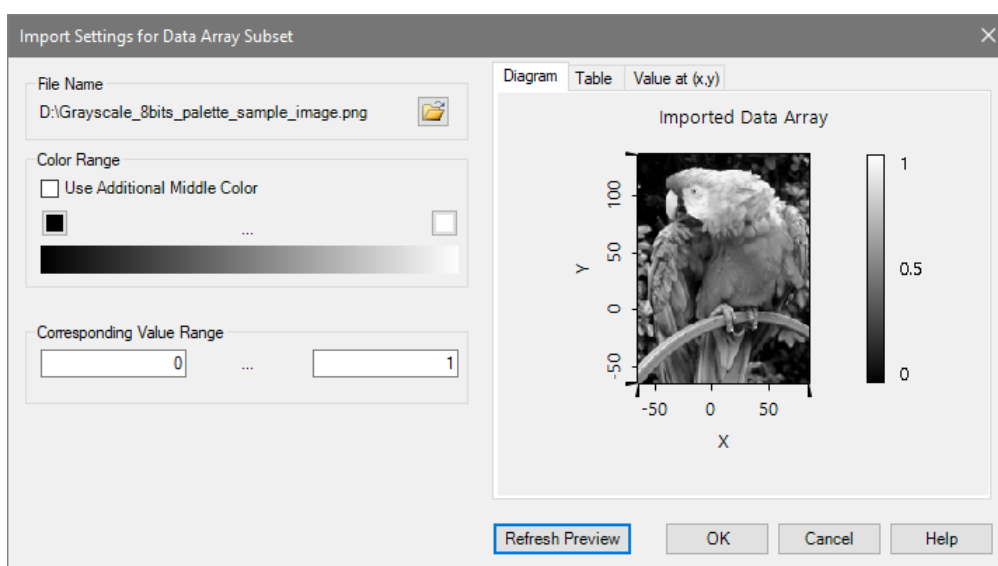 Import Settings for Data Array Subset
File Name
D:\Grayscale_8bits_palette_sample_image.png
Color Range
Use Additional Middle Color
...
Corresponding Value Range
0 ... 1
Diagram Table Value at (x,y)
Imported Data Array
Y
100
50
0
-50
-50 0 50
X
1
0.5
0
Refresh Preview OK Cancel Help